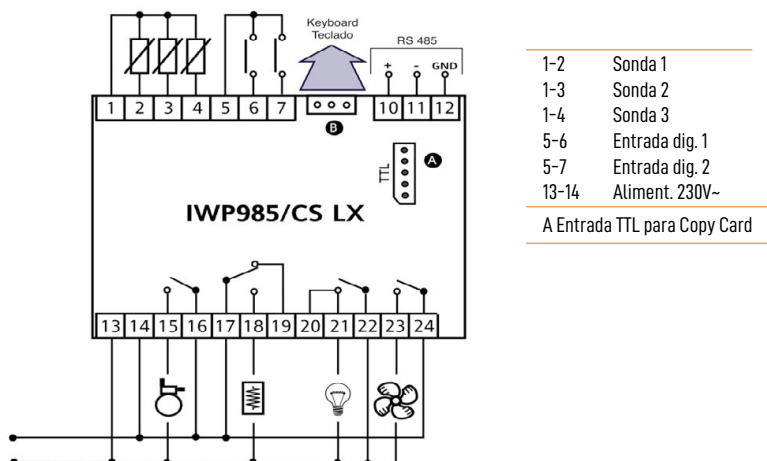 Keyboard
Teclado
RS 485
+ - GND
1 2 3 4 5 6 7 10 11 12
B
A
TTL
IWP985/CS LX
13 14 15 16 17 18 19 20 21 22 23 24
1-2 Sonda 1
1-3 Sonda 2
1-4 Sonda 3
5-6 Entrada dig. 1
5-7 Entrada dig. 2
13-14 Aliment. 230V~
A Entrada TTL para Copy Card